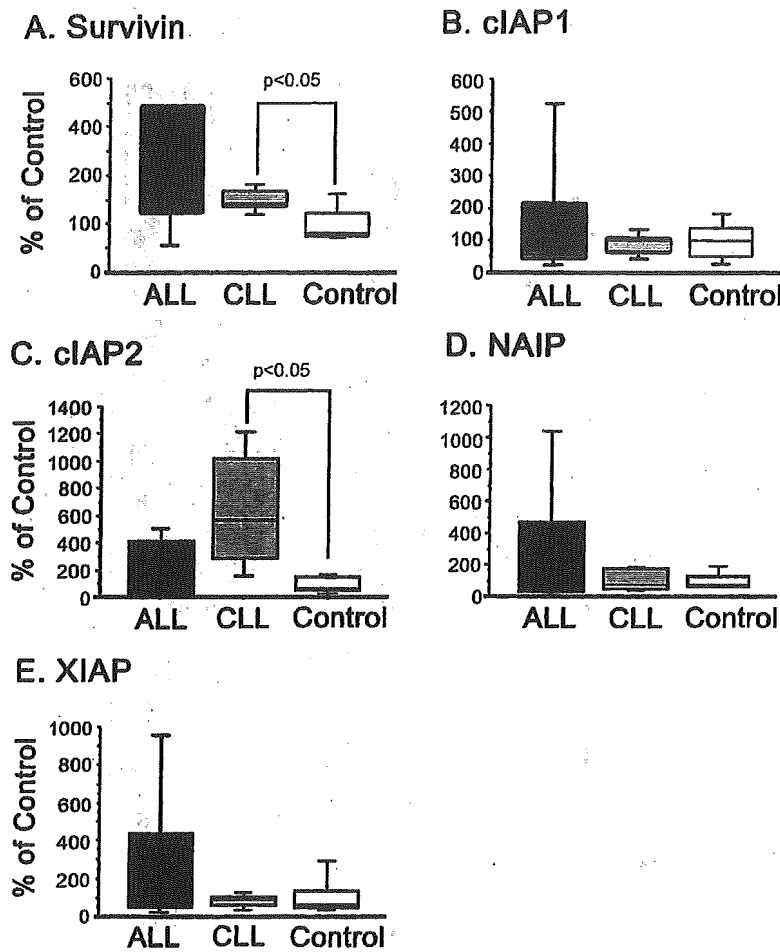 A. Survivin
% of Control
600
400
200
100
0
p<0.05
ALL CLL Control
B. cIAP1
600
500
400
300
200
100
0
ALL CLL Control
C. cIAP2
% of Control
1400
1200
1000
800
600
400
200
0
p<0.05
ALL CLL Control
D. NAIP
1200
1000
800
600
400
200
0
ALL CLL Control
E. XIAP
% of Control
1000
800
600
400
200
0
ALL CLL Control